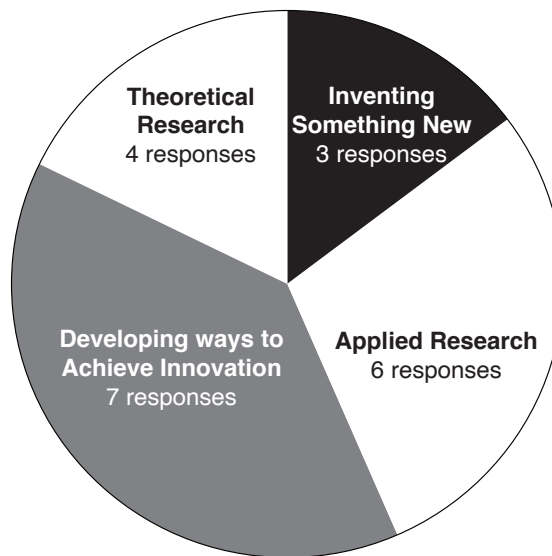 Theoretical
Research
4 responses
Inventing
Something New
3 responses
Applied Research
6 responses
Developing ways to
Achieve Innovation
7 responses